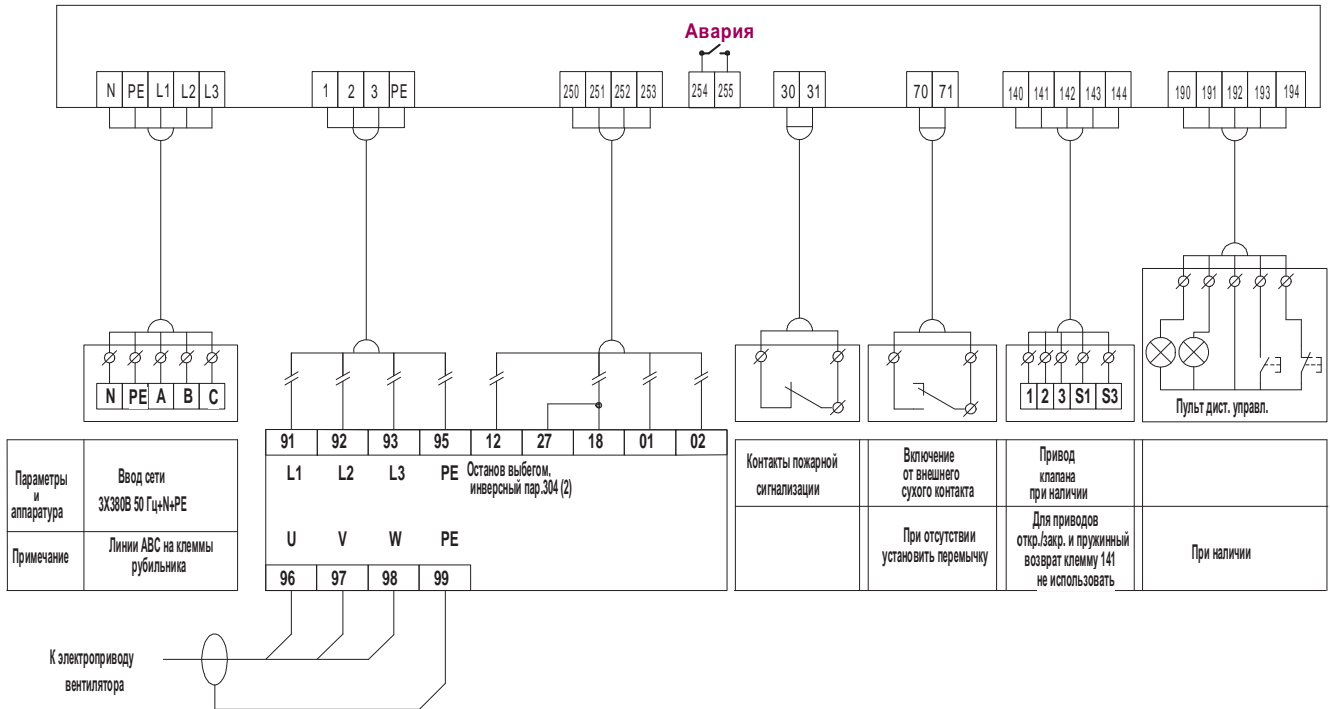 Авария
N PE L1 L2 L3
1 2 3 PE
250 251 252 253
254 255
30 31
70 71
140 141 142 143 144
190 191 192 193 194
N PE A B C
1 2 3 S1 S3
Пульт дист. управл.
91 92 93 95 12 27 18 01 02
L1 L2 L3 PE
Останов выбегом,
инверсный пар.304 (2)
U V W PE
96 97 98 99
Параметры
и
аппаратура
Ввод сети
3X380В 50 Гц+N+PE
Примечание
Линии ABC на клеммы
рубильника
Контакты пожарной
сигнализации
Включение
от внешнего
сухого контакта
Привод
клапана
при наличии
При отсутствии
установить перемычку
Для приводов
откр./закр. и пружинный
возврат клемму 141
не использовать
При наличии
К электроприводу
вентилятора